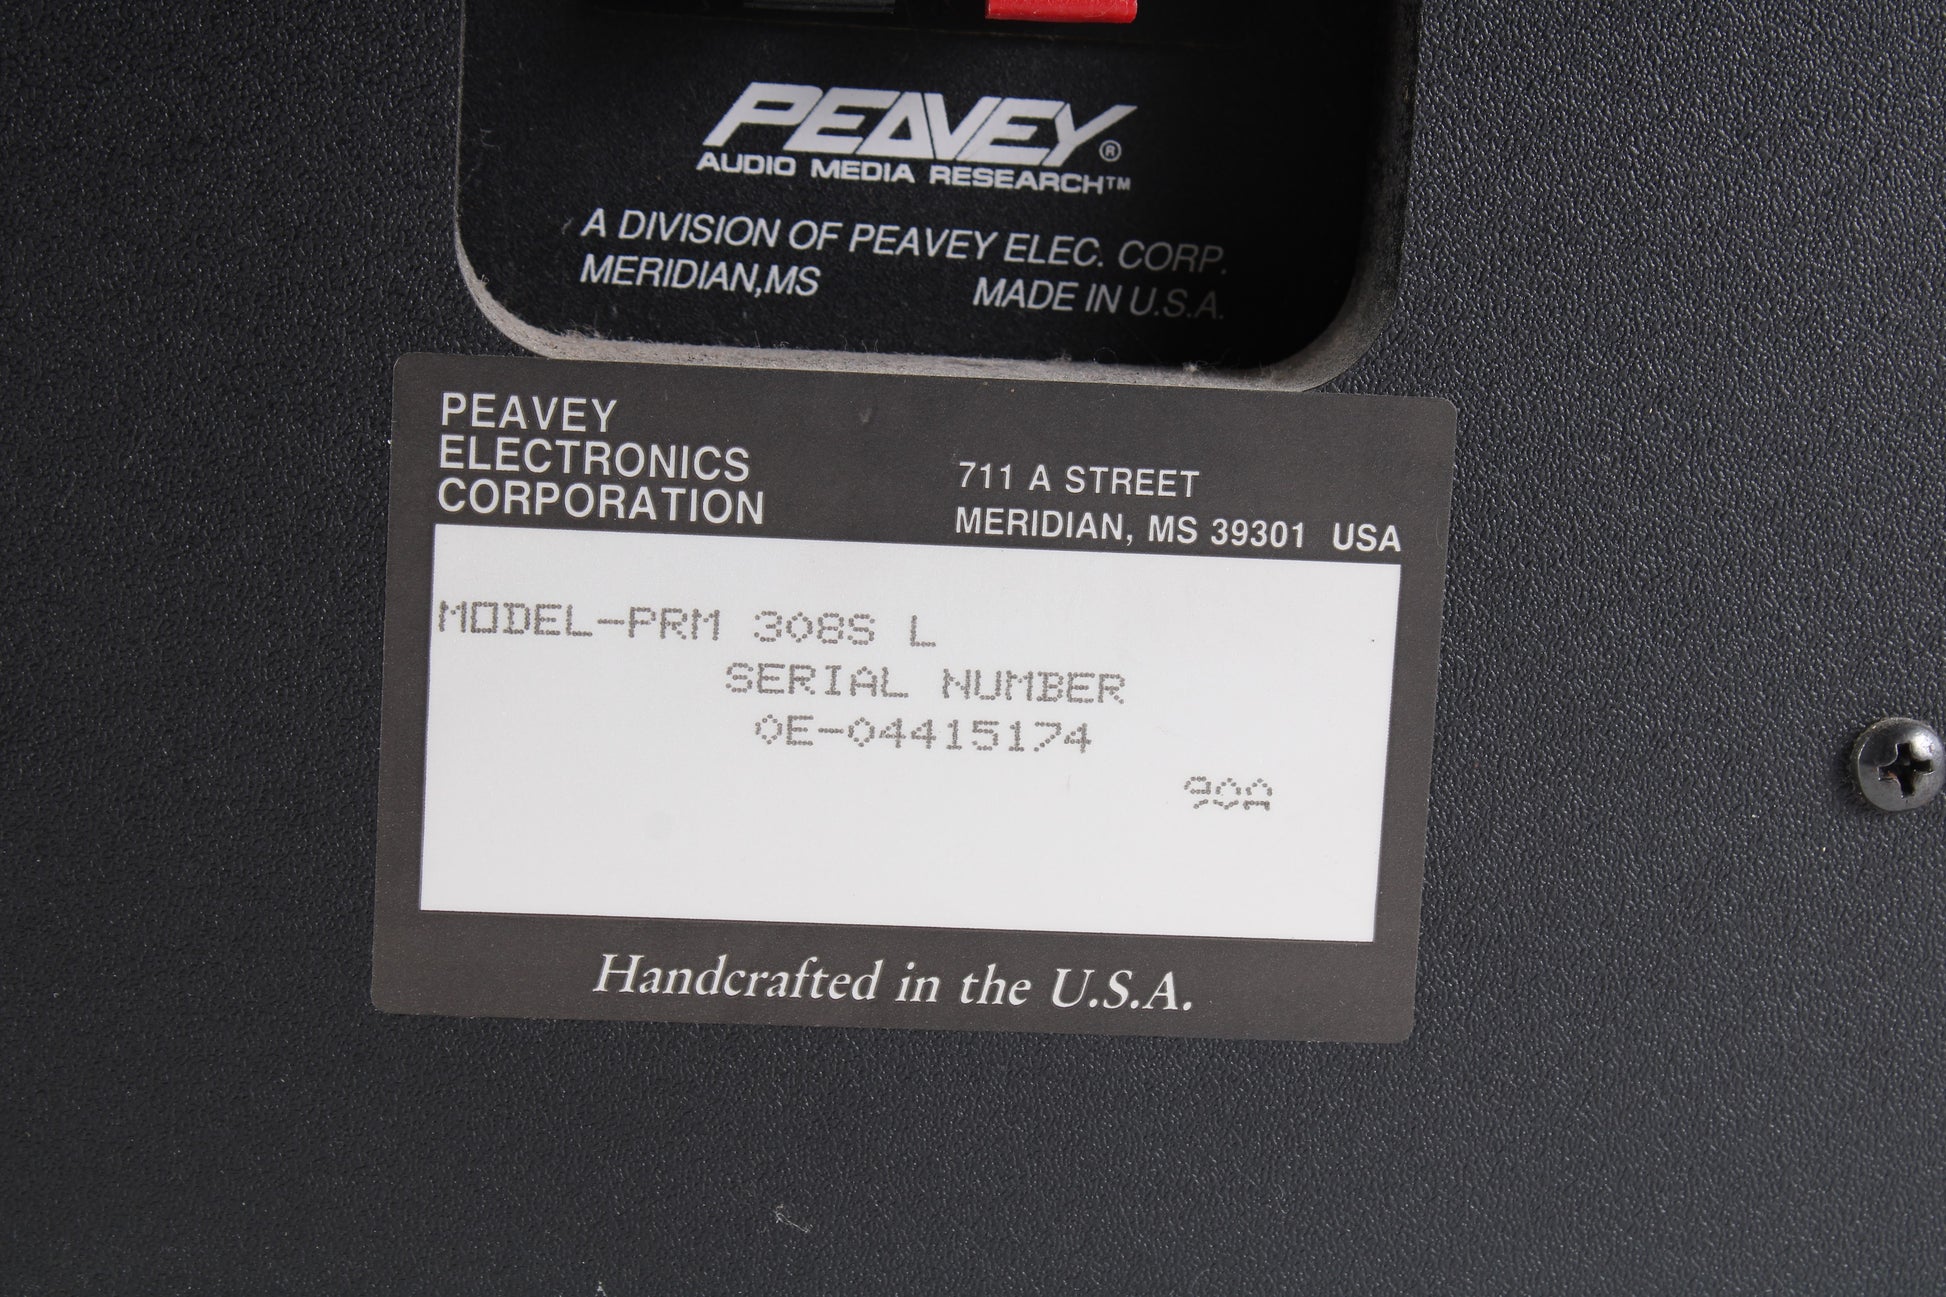 PEAVEY®
AUDIO MEDIA RESEARCH™
A DIVISION OF PEAVEY ELEC. CORP.
MERIDIAN,MS MADE IN U.S.A.
PEAVEY
ELECTRONICS
CORPORATION
711 A STREET
MERIDIAN, MS 39301 USA
MODEL-PRM 308S L
SERIAL NUMBER
0E-04415174
90A
Handcrafted in the U.S.A.